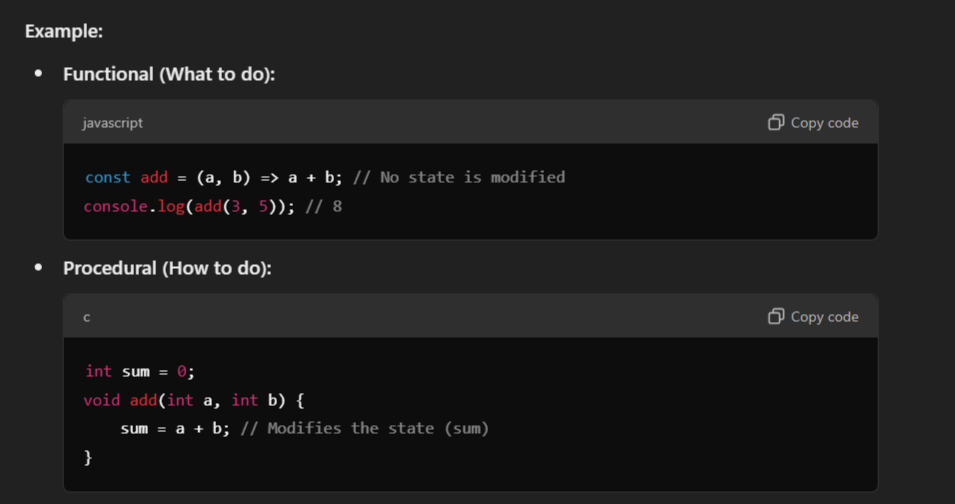 Example:
• Functional (What to do):
javascript Copy code
const add = (a, b) => a + b; // No state is modified
console.log(add(3, 5)); // 8
• Procedural (How to do):
c Copy code
int sum = 0;
void add(int a, int b) {
    sum = a + b; // Modifies the state (sum)
}